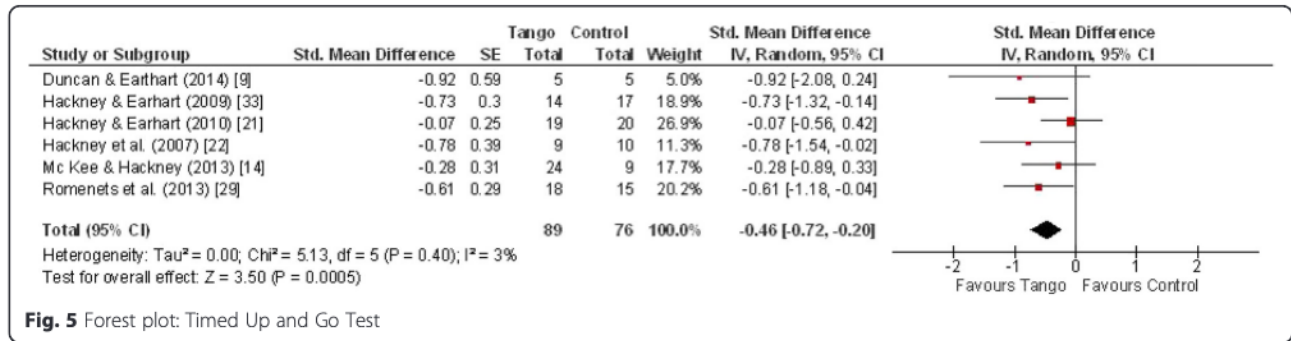 Tango Control Std. Mean Difference Std. Mean Difference
Study or Subgroup Std. Mean Difference SE Total Total Weight IV, Random, 95% CI IV, Random, 95% CI
Duncan & Earthart (2014) [9] -0.92 0.59 5 5 5.0% -0.92 [-2.08, 0.24]
Hackney & Earhart (2009) [33] -0.73 0.3 14 17 18.9% -0.73 [-1.32, -0.14]
Hackney & Earhart (2010) [21] -0.07 0.25 19 20 26.9% -0.07 [-0.56, 0.42]
Hackney et al. (2007) [22] -0.78 0.39 9 10 11.3% -0.78 [-1.54, -0.02]
Mc Kee & Hackney (2013) [14] -0.28 0.31 24 9 17.7% -0.28 [-0.89, 0.33]
Romenets et al. (2013) [29] -0.61 0.29 18 15 20.2% -0.61 [-1.18, -0.04]
Total (95% CI) 89 76 100.0% -0.46 [-0.72, -0.20]
Heterogeneity: Tau² = 0.00; Chi² = 5.13, df = 5 (P = 0.40); I² = 3%
Test for overall effect: Z = 3.50 (P = 0.0005)
-2 -1 0 1 2
Favours Tango Favours Control
Fig. 5 Forest plot: Timed Up and Go Test